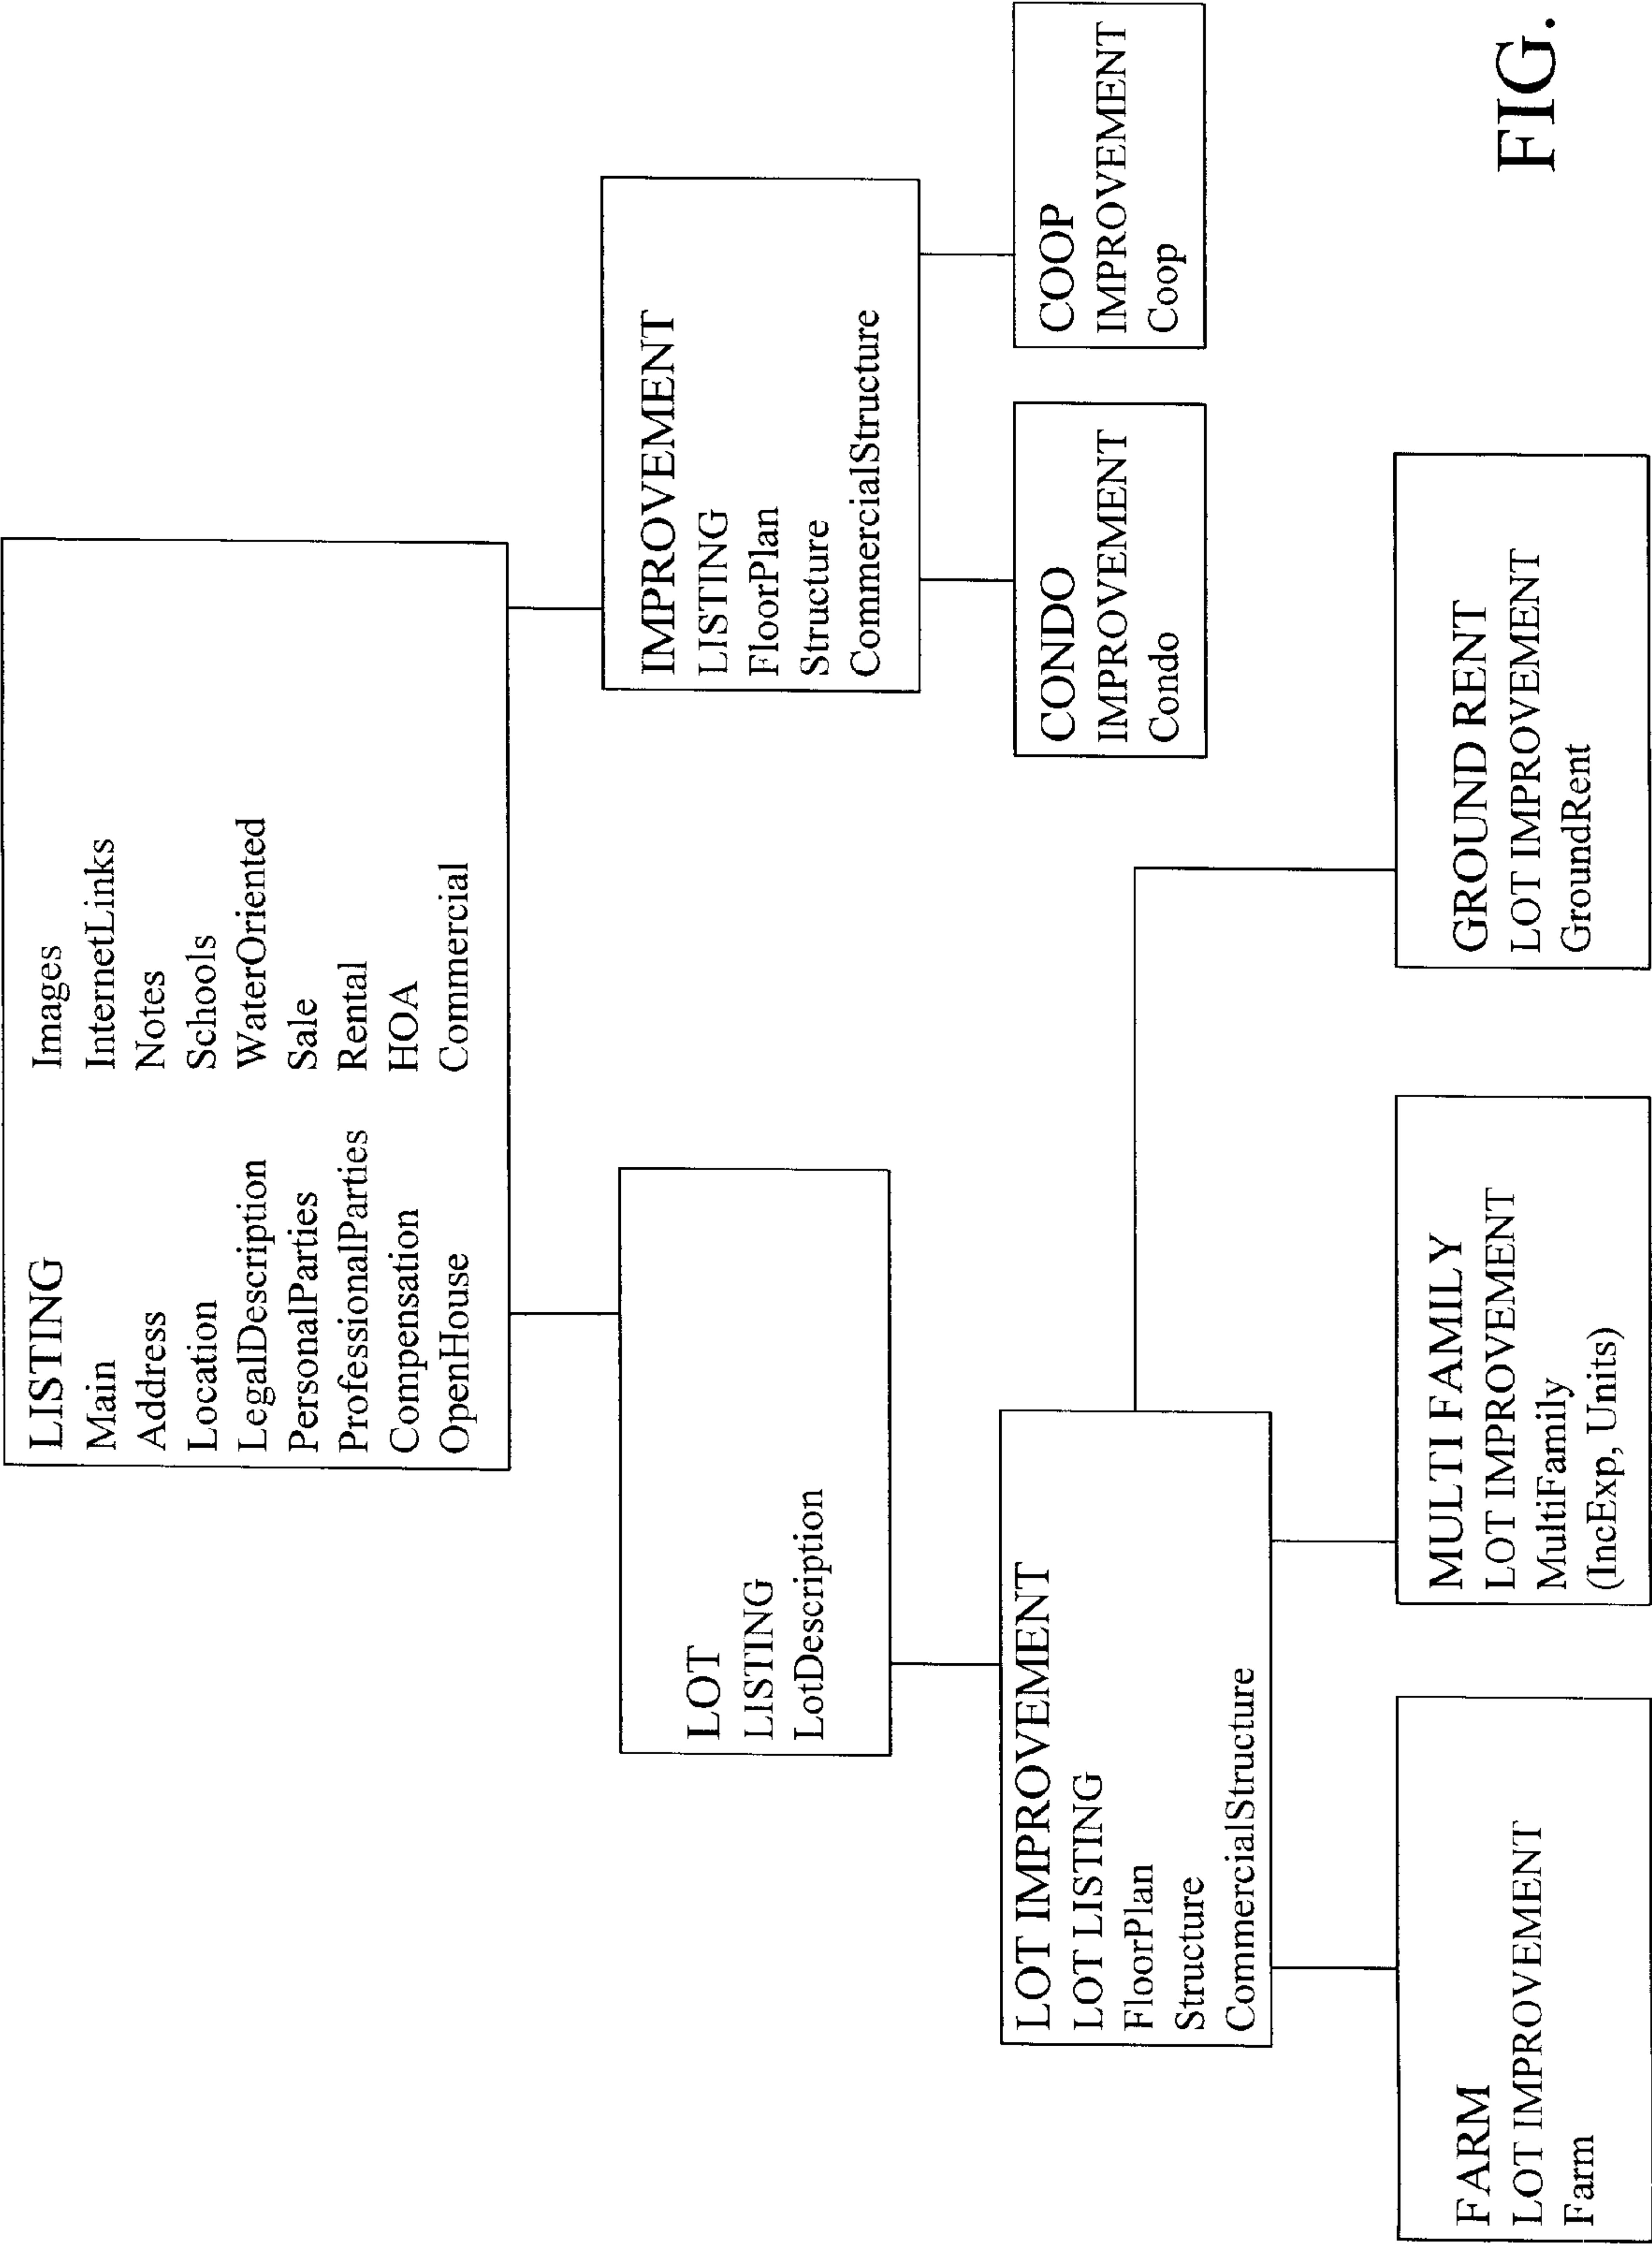 LISTING
Main
Address
Location
LegalDescription
PersonalParties
ProfessionalParties
Compensation
OpenHouse
Images
InternetLinks
Notes
Schools
WaterOriented
Sale
Rental
HOA
Commercial
LOT
LISTING
LotDescription
IMPROVEMENT
LISTING
FloorPlan
Structure
CommercialStructure
LOT IMPROVEMENT
LOT LISTING
FloorPlan
Structure
CommercialStructure
CONDO
IMPROVEMENT
Condo
COOP
IMPROVEMENT
Coop
FARM
LOT IMPROVEMENT
Farm
MULTI FAMILY
LOT IMPROVEMENT
MultiFamily
(IncExp, Units)
GROUND RENT
LOT IMPROVEMENT
GroundRent
FIG.